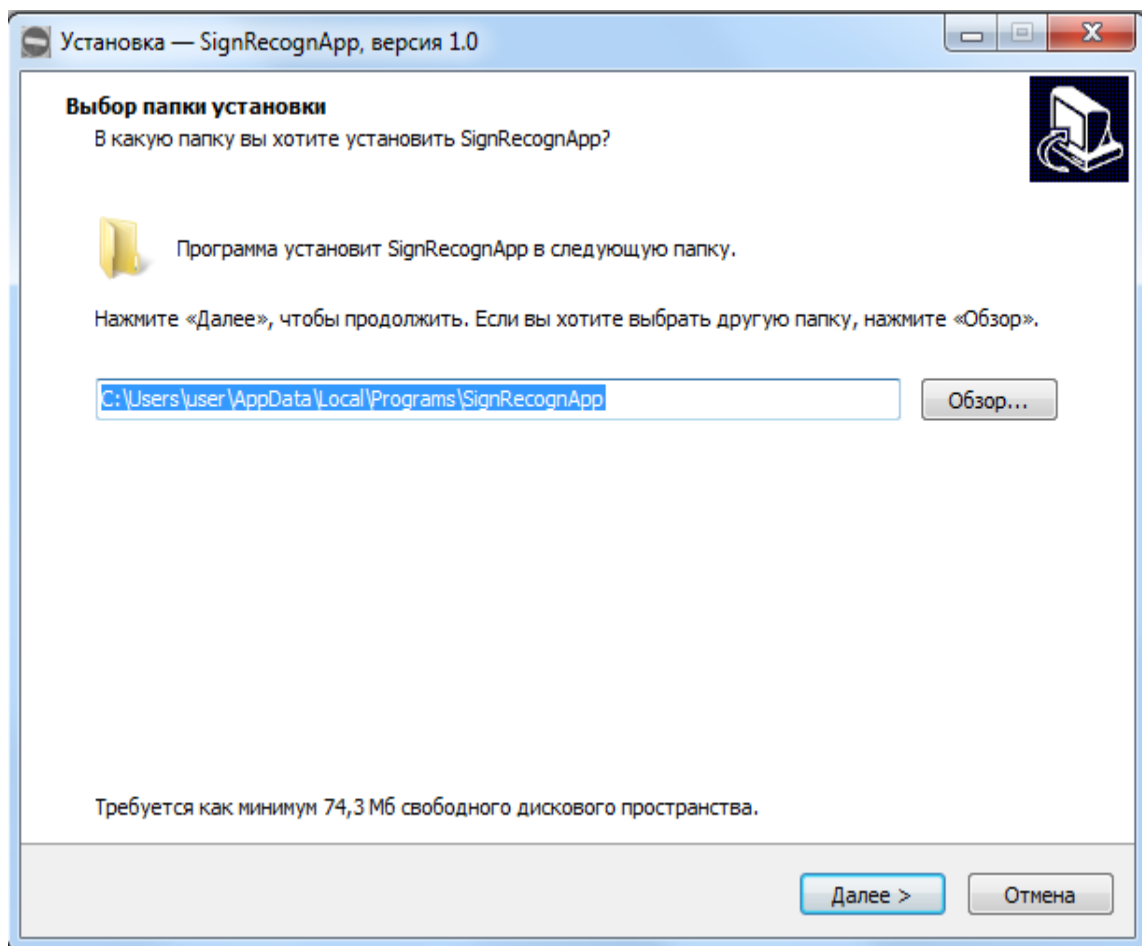 Установка — SignRecognApp, версия 1.0
Выбор папки установки
В какую папку вы хотите установить SignRecognApp?
Программа установит SignRecognApp в следующую папку.
Нажмите «Далее», чтобы продолжить. Если вы хотите выбрать другую папку, нажмите «Обзор».
C:\Users\user\AppData\Local\Programs\SignRecognApp
Обзор...
Требуется как минимум 74,3 Мб свободного дискового пространства.
Далее >
Отмена